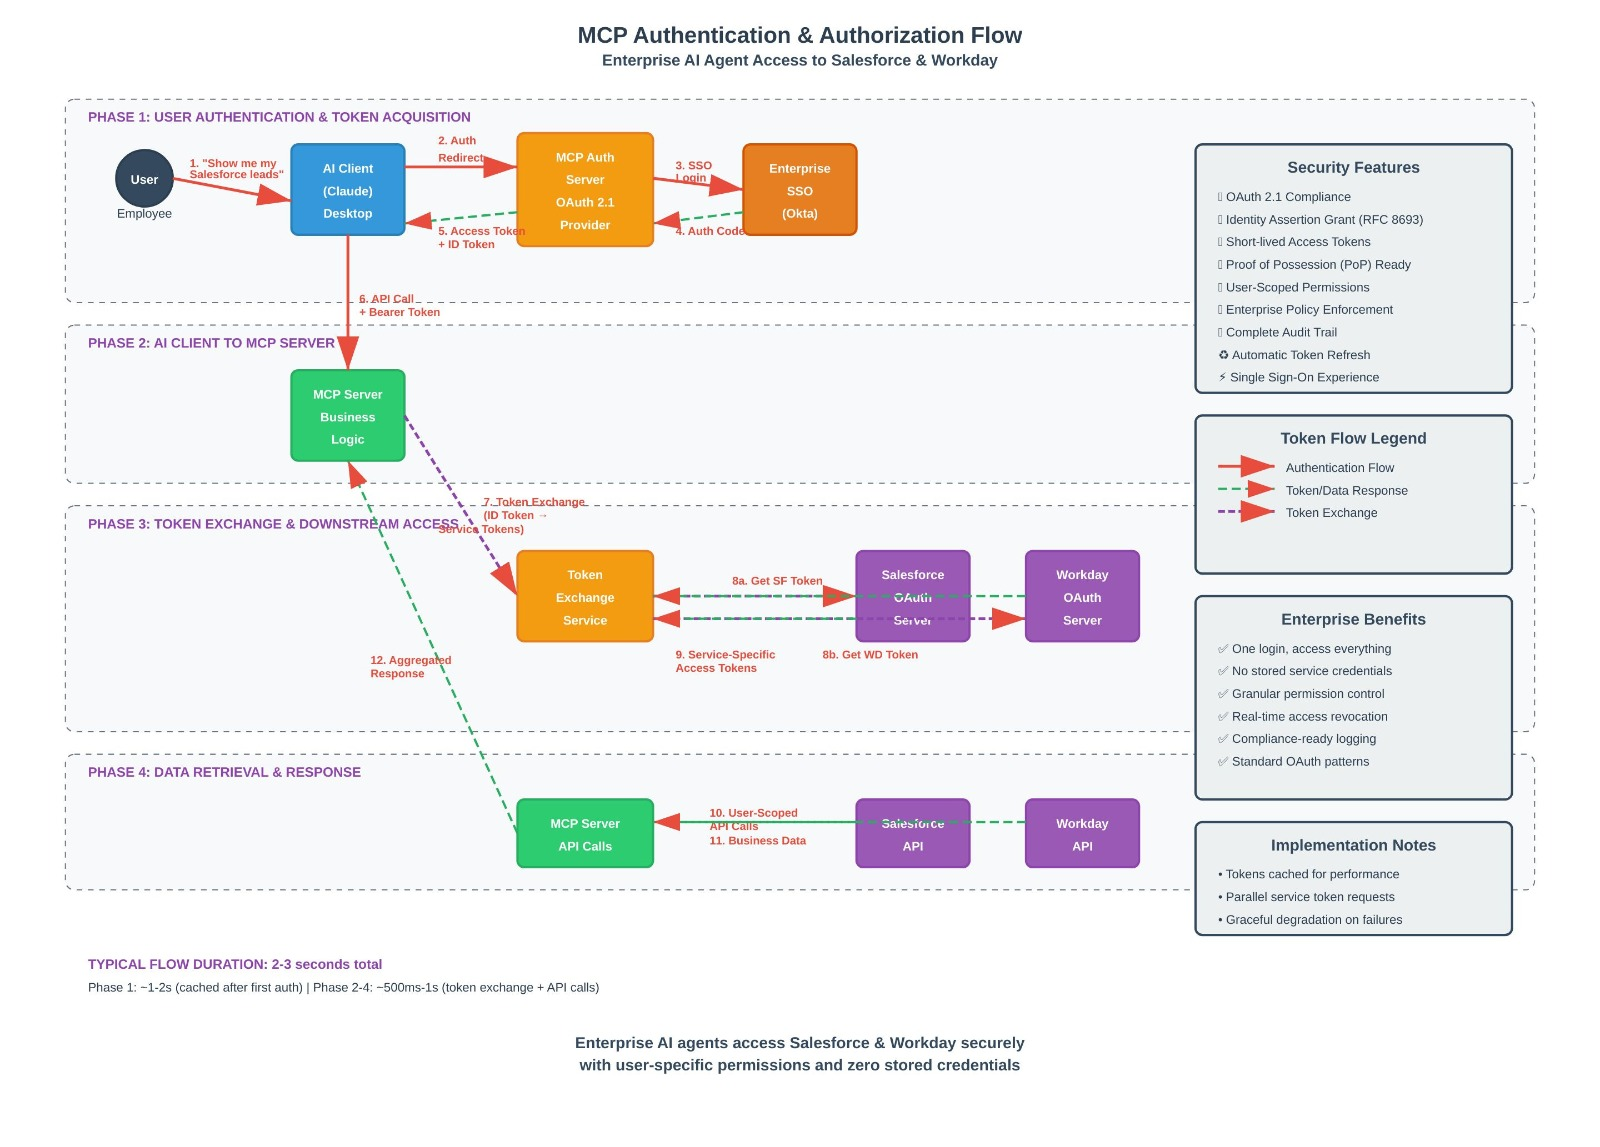 MCP Authentication & Authorization Flow
Enterprise AI Agent Access to Salesforce & Workday
PHASE 1: USER AUTHENTICATION & TOKEN ACQUISITION
User
Employee
1. "Show me my
Salesforce leads"
AI Client
(Claude)
Desktop
2. Auth
Redirect
MCP Auth
Server
OAuth 2.1
Provider
3. SSO
Login
Enterprise
SSO
(Okta)
4. Auth Code
5. Access Token
+ ID Token
6. API Call
+ Bearer Token
PHASE 2: AI CLIENT TO MCP SERVER
MCP Server
Business
Logic
7. Token Exchange
(ID Token →
Service Tokens)
PHASE 3: TOKEN EXCHANGE & DOWNSTREAM ACCESS
Token
Exchange
Service
8a. Get SF Token
Salesforce
OAuth
Server
Workday
OAuth
Server
9. Service-Specific
Access Tokens
8b. Get WD Token
12. Aggregated
Response
PHASE 4: DATA RETRIEVAL & RESPONSE
MCP Server
API Calls
10. User-Scoped
API Calls
11. Business Data
Salesforce
API
Workday
API
Security Features
OAuth 2.1 Compliance
Identity Assertion Grant (RFC 8693)
Short-lived Access Tokens
Proof of Possession (PoP) Ready
User-Scoped Permissions
Enterprise Policy Enforcement
Complete Audit Trail
♻ Automatic Token Refresh
⚡ Single Sign-On Experience
Token Flow Legend
Authentication Flow
Token/Data Response
Token Exchange
Enterprise Benefits
✅ One login, access everything
✅ No stored service credentials
✅ Granular permission control
✅ Real-time access revocation
✅ Compliance-ready logging
✅ Standard OAuth patterns
Implementation Notes
• Tokens cached for performance
• Parallel service token requests
• Graceful degradation on failures
TYPICAL FLOW DURATION: 2-3 seconds total
Phase 1: ~1-2s (cached after first auth) | Phase 2-4: ~500ms-1s (token exchange + API calls)
Enterprise AI agents access Salesforce & Workday securely
with user-specific permissions and zero stored credentials